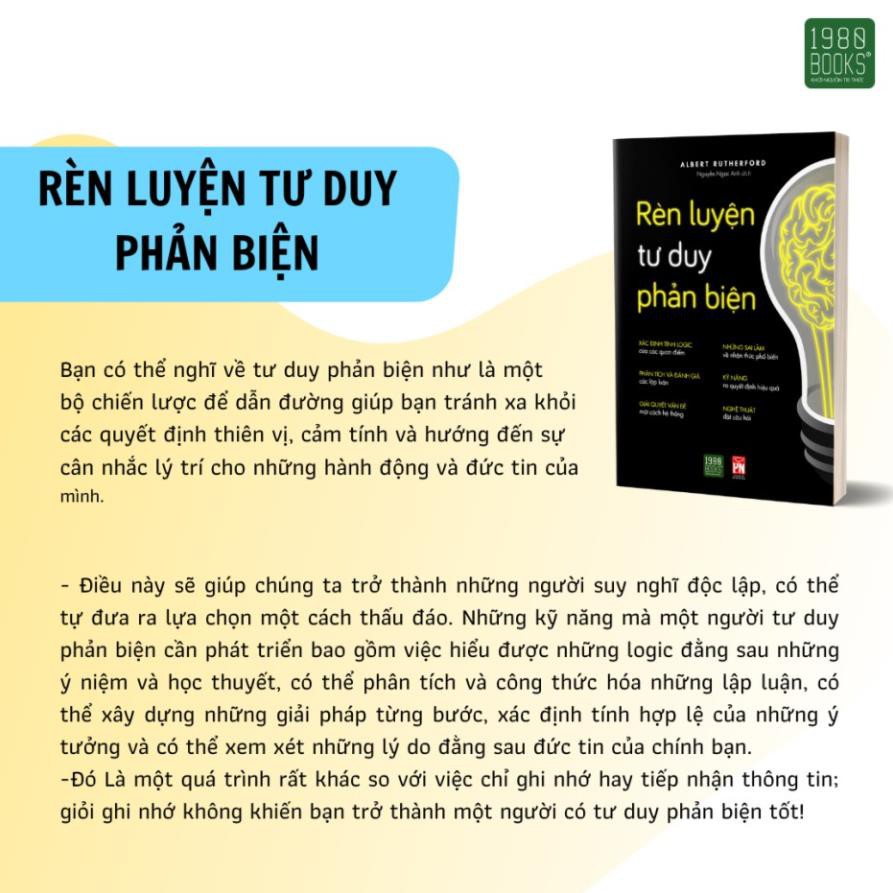 1980
BOOKS®
KHƠI NGUỒN TRI THỨC
RÈN LUYỆN TƯ DUY
PHẢN BIỆN
ALBERT RUTHERFORD
Nguyễn Ngọc Anh dịch
Rèn luyện
tư duy
phản biện
XÁC ĐỊNH TÍNH LOGIC
của các quan điểm
NHỮNG SAI LẦM
về nhận thức phổ biến
PHÂN TÍCH VÀ ĐÁNH GIÁ
các lập luận
KỸ NĂNG
ra quyết định hiệu quả
GIẢI QUYẾT VẤN ĐỀ
một cách hệ thống
NGHỆ THUẬT
đặt câu hỏi
1980
BOOKS
PN
Bạn có thể nghĩ về tư duy phản biện như là một
bộ chiến lược để dẫn đường giúp bạn tránh xa khỏi
các quyết định thiên vị, cảm tính và hướng đến sự
cân nhắc lý trí cho những hành động và đức tin của
mình.
- Điều này sẽ giúp chúng ta trở thành những người suy nghĩ độc lập, có thể
tự đưa ra lựa chọn một cách thấu đáo. Những kỹ năng mà một người tư duy
phản biện cần phát triển bao gồm việc hiểu được những logic đằng sau những
ý niệm và học thuyết, có thể phân tích và công thức hóa những lập luận, có
thể xây dựng những giải pháp từng bước, xác định tính hợp lệ của những ý
tưởng và có thể xem xét những lý do đằng sau đức tin của chính bạn.
-Đó Là một quá trình rất khác so với việc chỉ ghi nhớ hay tiếp nhận thông tin;
giỏi ghi nhớ không khiến bạn trở thành một người có tư duy phản biện tốt!